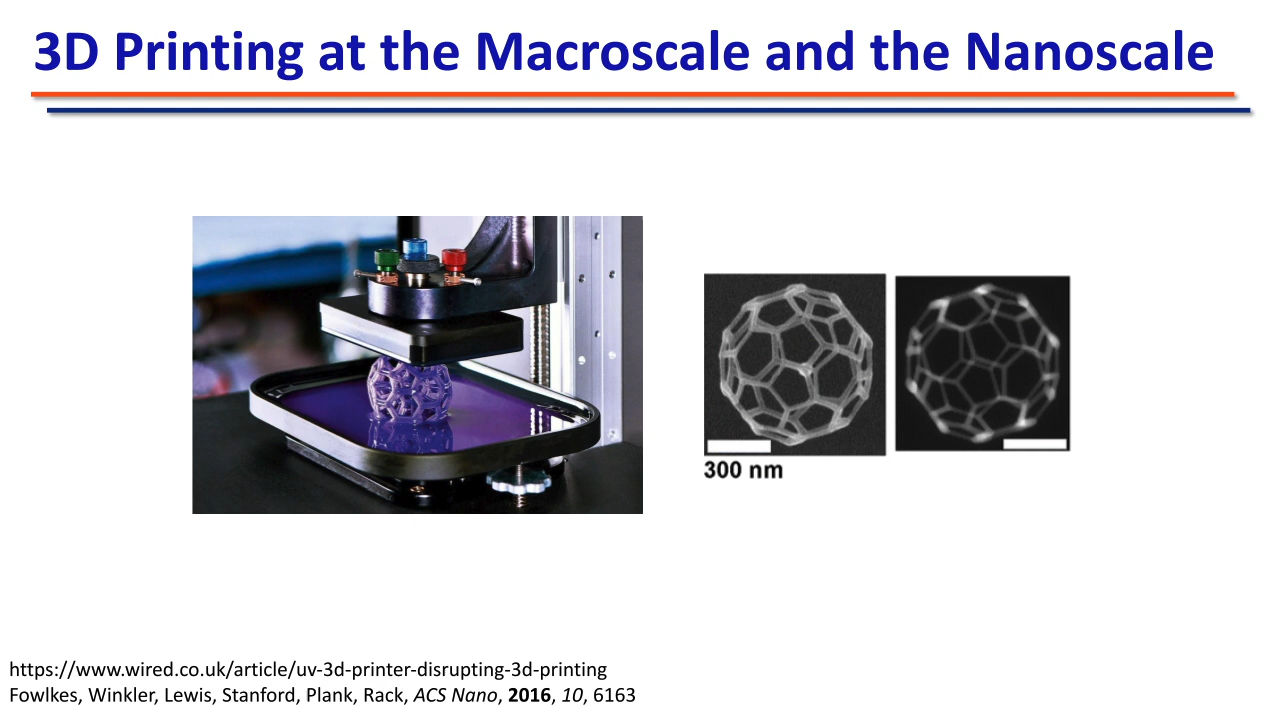 3D Printing at the Macroscale and the Nanoscale
300 nm
https://www.wired.co.uk/article/uv-3d-printer-disrupting-3d-printing
Fowlkes, Winkler, Lewis, Stanford, Plank, Rack, ACS Nano, 2016, 10, 6163